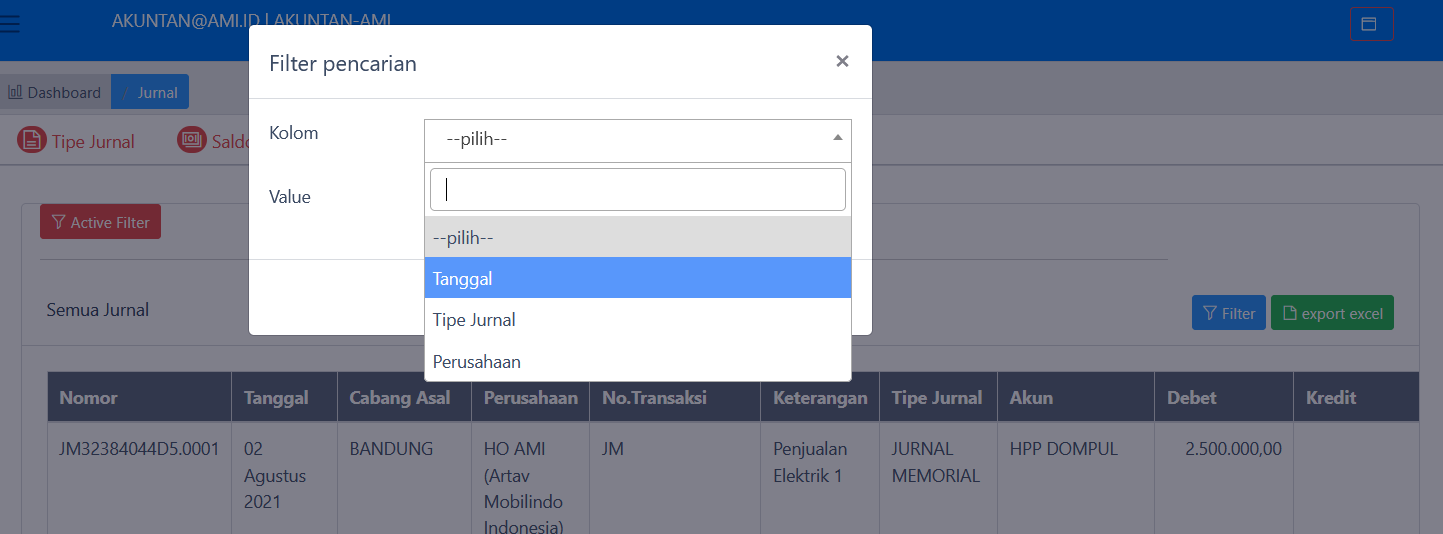 AKUNTAN@AMI.ID | AKUNTAN-AMI
Filter pencarian
×
Dashboard / Jurnal
Kolom
--pilih--
Tipe Jurnal
Value
Active Filter
--pilih--
Tanggal
Tipe Jurnal
Perusahaan
Semua Jurnal
Filter
export excel
Nomor Tanggal Cabang Asal Perusahaan No.Transaksi Keterangan Tipe Jurnal Akun Debet Kredit
JM32384044D5.0001 02 BANDUNG HO AMI JM Penjualan JURNAL HPP DOMPUL 2.500.000,00
Agustus (Artav Elektrik 1 MEMORIAL
2021 Mobilindo
Indonesia)